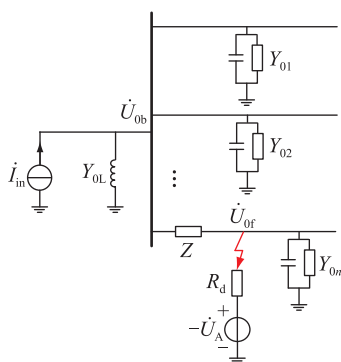 Y₀₁
U̇₀b
Y₀₂
İin
Y₀L
⋮
U̇₀f
Z
Y₀n
Rd
+
−U̇A
−